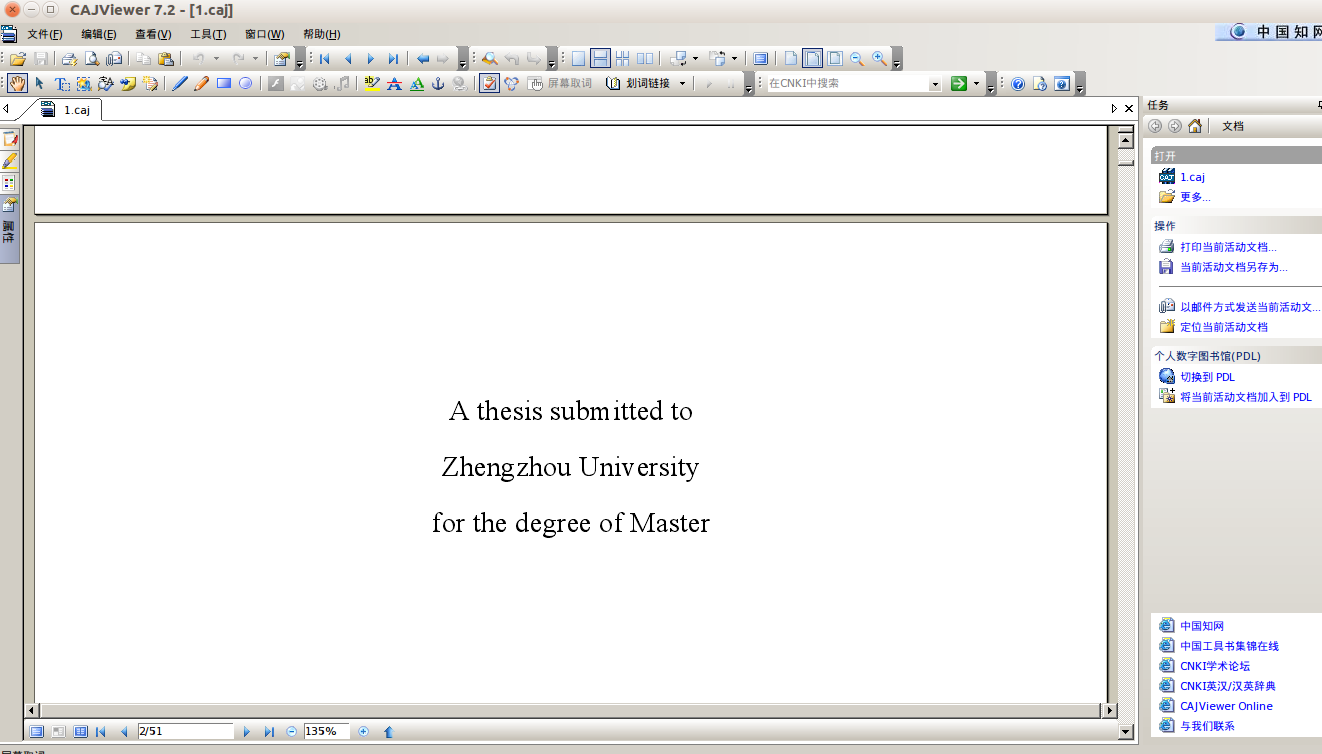 CAJViewer 7.2 - [1.caj]
文件(F) 编辑(E) 查看(V) 工具(T) 窗口(W) 帮助(H)
中国知网
屏幕取词 划词链接 在CNKI中搜索
1.caj
任务
文档
打开
1.caj
更多...
操作
打印当前活动文档...
当前活动文档另存为...
以邮件方式发送当前活动文...
定位当前活动文档
个人数字图书馆(PDL)
切换到 PDL
将当前活动文档加入到 PDL
属性
A thesis submitted to
Zhengzhou University
for the degree of Master
中国知网
中国工具书集锦在线
CNKI学术论坛
CNKI英汉/汉英辞典
CAJViewer Online
与我们联系
2/51 135%
屏幕取词